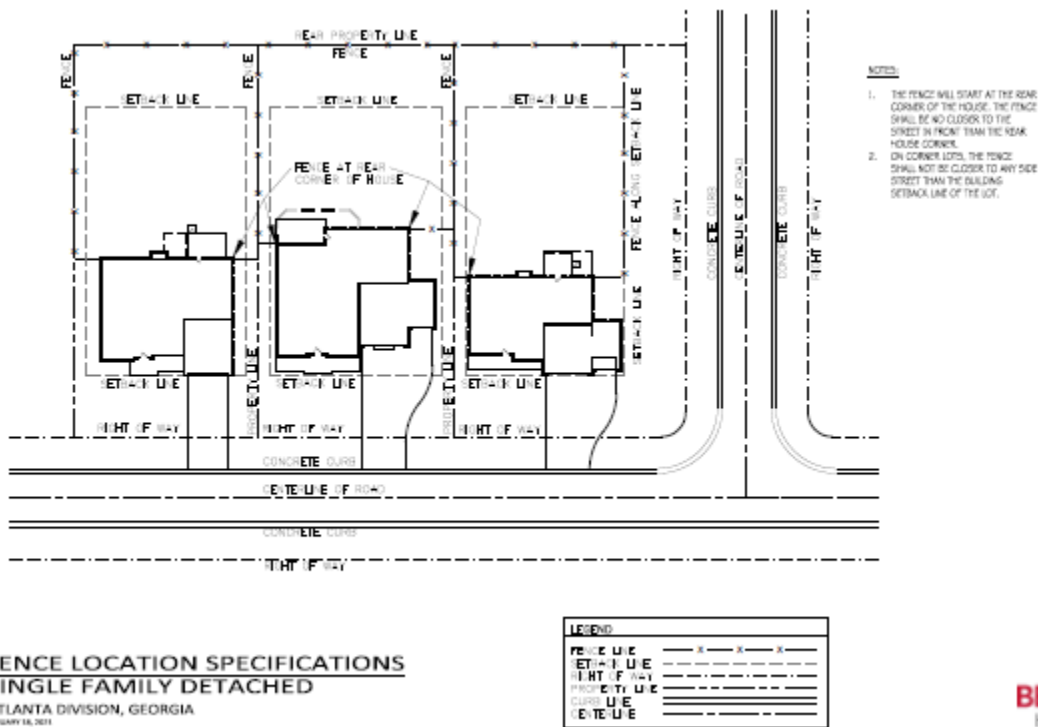 REAR PROPERTY LINE
FENCE
FENCE
FENCE
SETBACK LINE
SETBACK LINE
SETBACK LINE
FENCE AT REAR
CORNER OF HOUSE
FENCE ALONG SETBACK LINE
SETBACK LINE
RIGHT OF WAY
CONCRETE CURB
CENTERLINE OF ROAD
CONCRETE CURB
RIGHT OF WAY
NOTES:
1. THE FENCE WILL START AT THE REAR
CORNER OF THE HOUSE. THE FENCE
SHALL BE NO CLOSER TO THE
STREET IN FRONT THAN THE REAR
HOUSE CORNER.
2. ON CORNER LOTS, THE FENCE
SHALL NOT BE CLOSER TO ANY SIDE
STREET THAN THE BUILDING
SETBACK LINE OF THE LOT.
SETBACK LINE
SETBACK LINE
SETBACK LINE
PROPERTY LINE
PROPERTY LINE
RIGHT OF WAY
RIGHT OF WAY
RIGHT OF WAY
CONCRETE CURB
CENTERLINE OF ROAD
CONCRETE CURB
RIGHT OF WAY
ENCE LOCATION SPECIFICATIONS
INGLE FAMILY DETACHED
TLANTA DIVISION, GEORGIA
LEGEND
FENCE LINE
SETBACK LINE
RIGHT OF WAY
PROPERTY LINE
CURB LINE
CENTERLINE